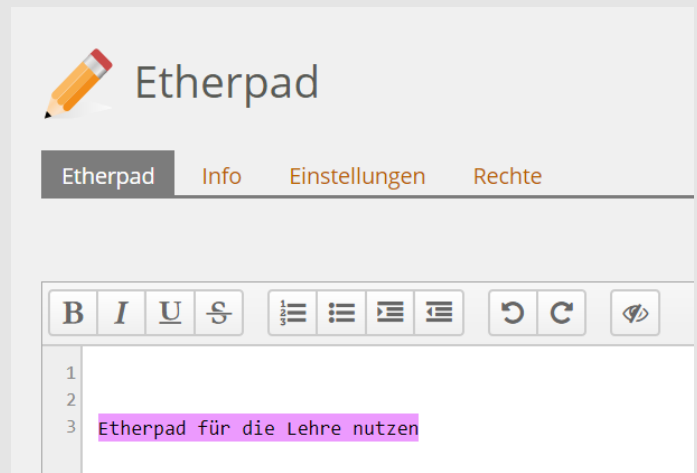 Etherpad
Etherpad Info Einstellungen Rechte
B I U S
1
2
3 Etherpad für die Lehre nutzen